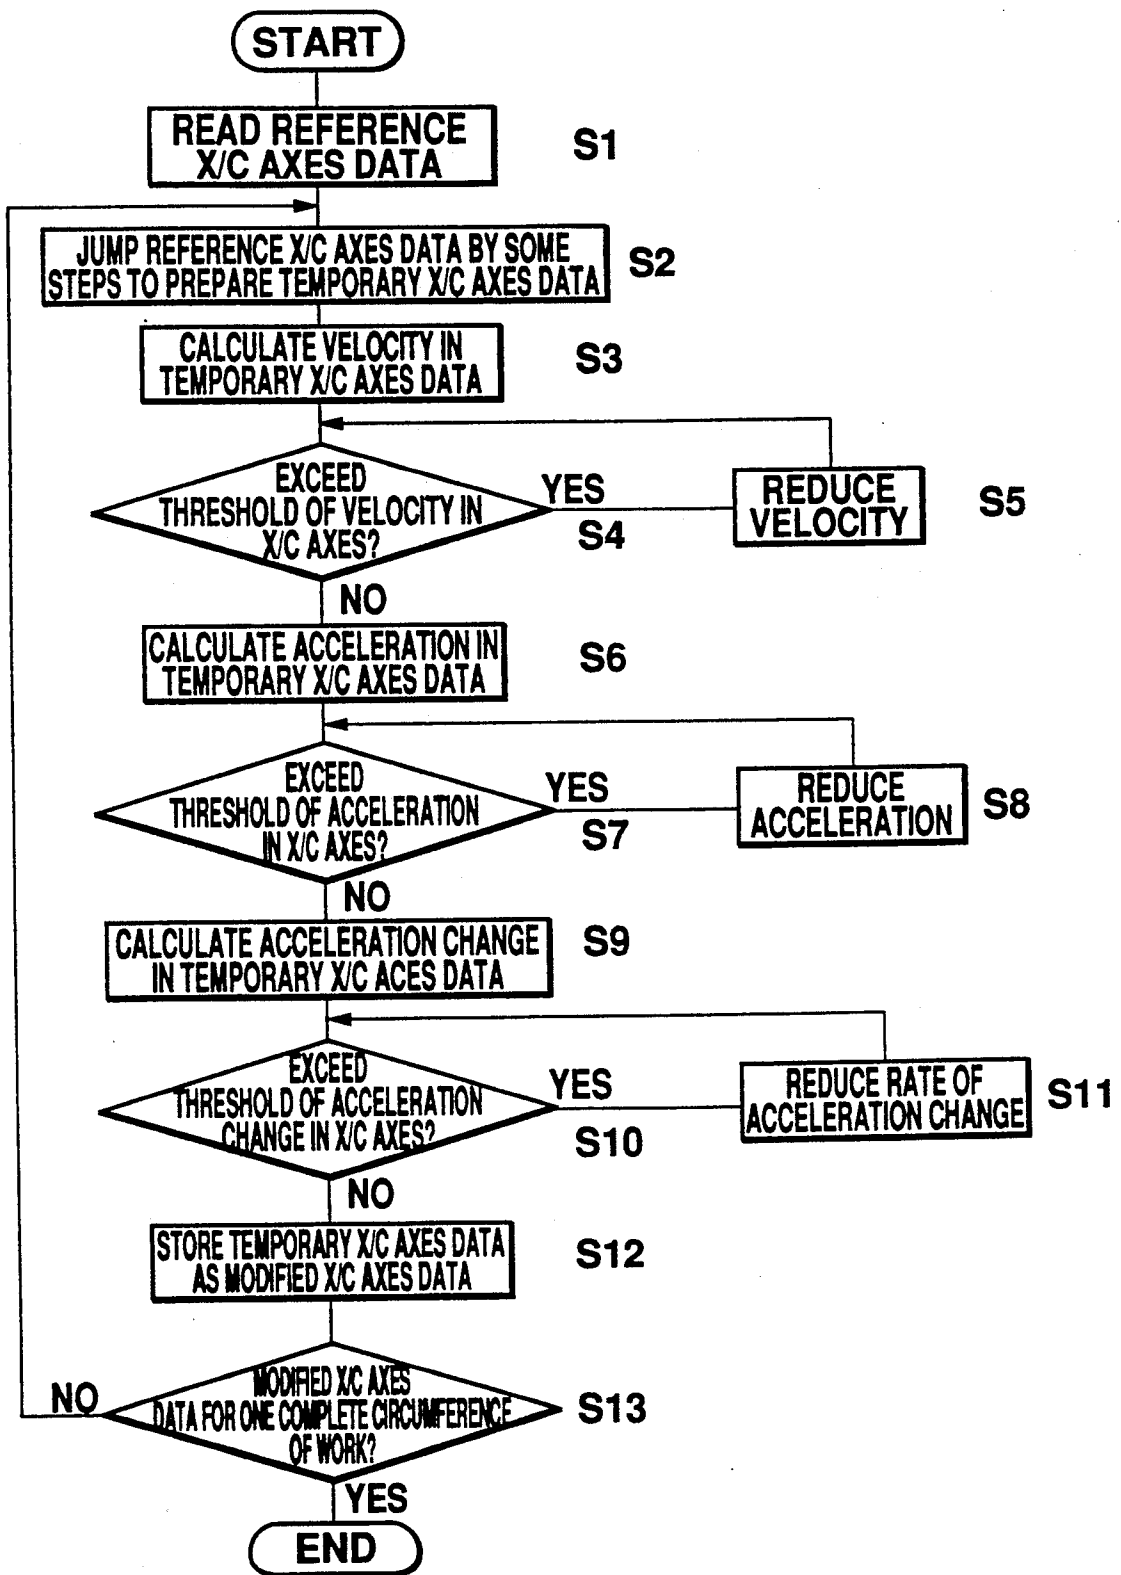 START
READ REFERENCE
X/C AXES DATA
S1
JUMP REFERENCE X/C AXES DATA BY SOME
STEPS TO PREPARE TEMPORARY X/C AXES DATA
S2
CALCULATE VELOCITY IN
TEMPORARY X/C AXES DATA
S3
EXCEED
THRESHOLD OF VELOCITY IN
X/C AXES?
YES
S4
REDUCE
VELOCITY
S5
NO
CALCULATE ACCELERATION IN
TEMPORARY X/C AXES DATA
S6
EXCEED
THRESHOLD OF ACCELERATION
IN X/C AXES?
YES
S7
REDUCE
ACCELERATION
S8
NO
CALCULATE ACCELERATION CHANGE
IN TEMPORARY X/C ACES DATA
S9
EXCEED
THRESHOLD OF ACCELERATION
CHANGE IN X/C AXES?
YES
S10
REDUCE RATE OF
ACCELERATION CHANGE
S11
NO
STORE TEMPORARY X/C AXES DATA
AS MODIFIED X/C AXES DATA
S12
MODIFIED X/C AXES
DATA FOR ONE COMPLETE CIRCUMFERENCE
OF WORK?
NO
S13
YES
END